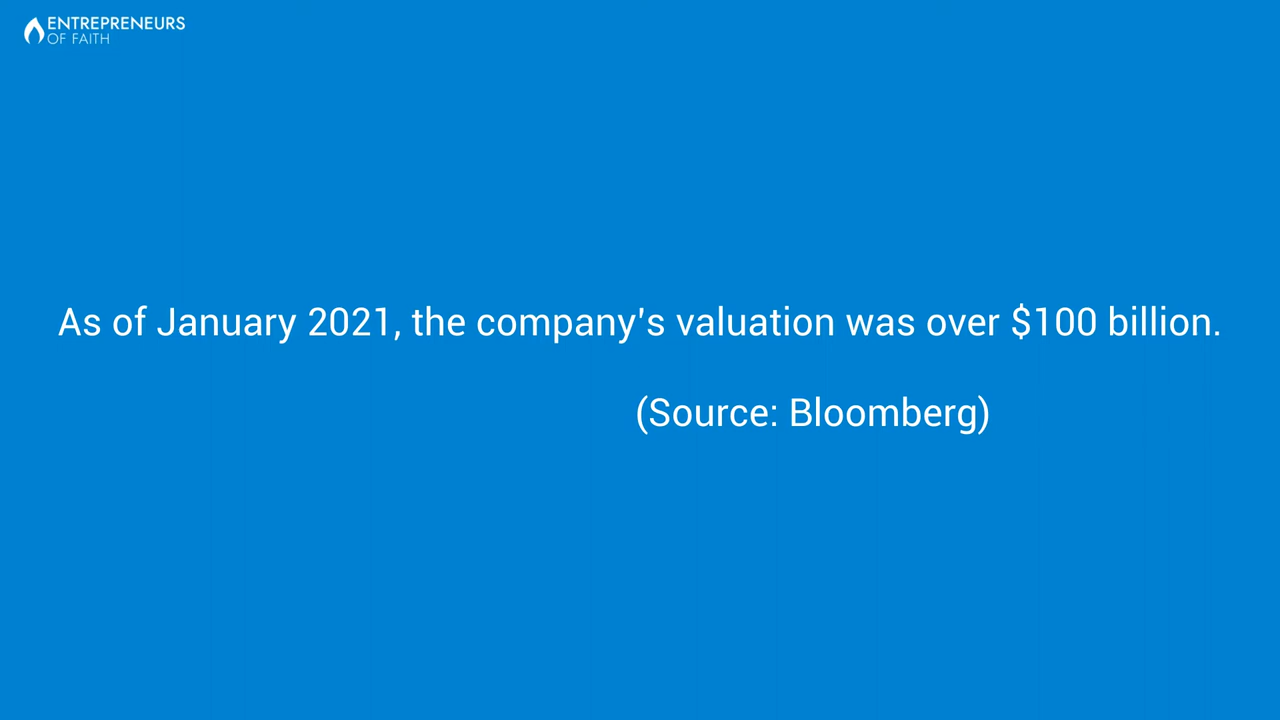 ENTREPRENEURS
OF FAITH
As of January 2021, the company's valuation was over $100 billion.
(Source: Bloomberg)